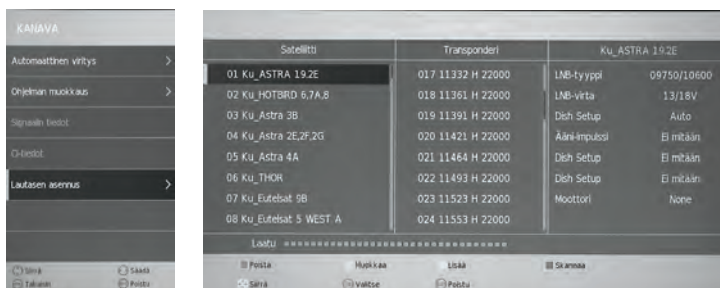 KANAVA
Automaattinen viritys >
Ohjelman muokkaus >
Signaalin tiedot
CI-tiedot
Lautasen asennus >
Siirrä Säädä
Takaisin Poistu
Satelliitti Transponderi Ku_ASTRA 19.2E
01 Ku_ASTRA 19.2E 017 11332 H 22000 LNB-tyyppi 09750/10600
02 Ku_HOTBIRD 6,7A,8 018 11361 H 22000 LNB-virta 13/18V
03 Ku_Astra 3B 019 11391 H 22000 Dish Setup Auto
04 Ku_Astra 2E,2F,2G 020 11421 H 22000 Ääni-impulssi Ei mitään
05 Ku_Astra 4A 021 11464 H 22000 Dish Setup Ei mitään
06 Ku_THOR 022 11493 H 22000 Dish Setup Ei mitään
07 Ku_Eutelsat 9B 023 11523 H 22000 Moottori None
08 Ku_Eutelsat 5 WEST A 024 11553 H 22000
Laatu
Poista Muokkaa Lisää Skannaa
Siirrä Valitse Poistu